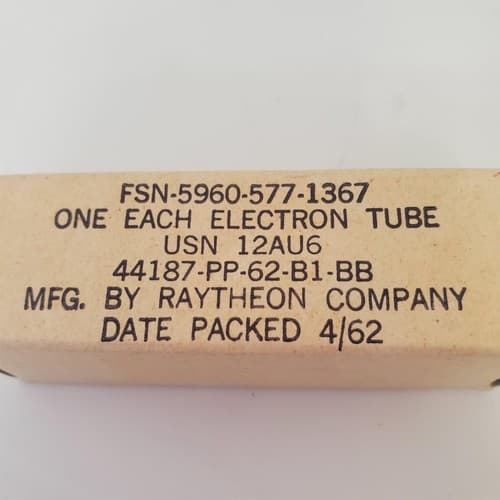 FSN-5960-577-1367
ONE EACH ELECTRON TUBE
USN 12AU6
44187-PP-62-B1-BB
MFG. BY RAYTHEON COMPANY
DATE PACKED 4/62